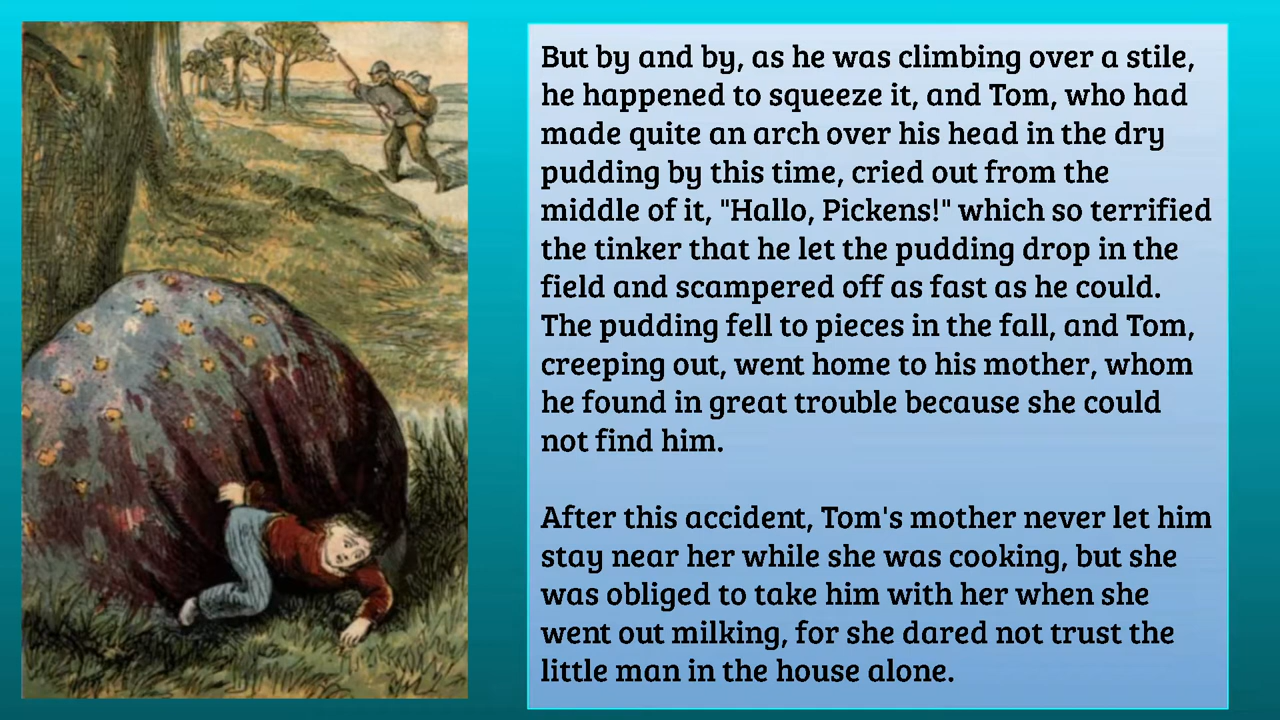 But by and by, as he was climbing over a stile,
he happened to squeeze it, and Tom, who had
made quite an arch over his head in the dry
pudding by this time, cried out from the
middle of it, "Hallo, Pickens!" which so terrified
the tinker that he let the pudding drop in the
field and scampered off as fast as he could.
The pudding fell to pieces in the fall, and Tom,
creeping out, went home to his mother, whom
he found in great trouble because she could
not find him.

After this accident, Tom's mother never let him
stay near her while she was cooking, but she
was obliged to take him with her when she
went out milking, for she dared not trust the
little man in the house alone.